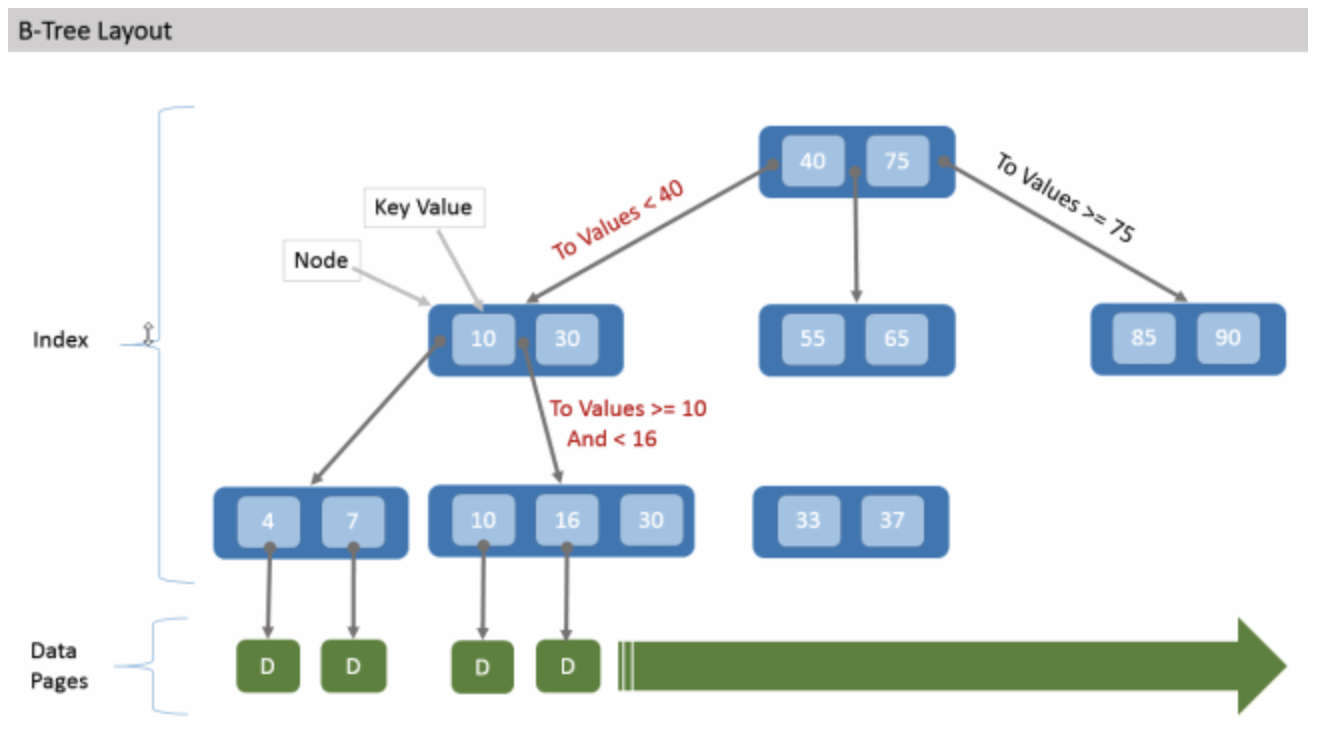 B-Tree Layout
40 75
To Values < 40
To Values >= 75
Key Value
Node
Index
10 30
55 65
85 90
To Values >= 10
And < 16
4 7
10 16 30
33 37
Data
Pages
D D D D